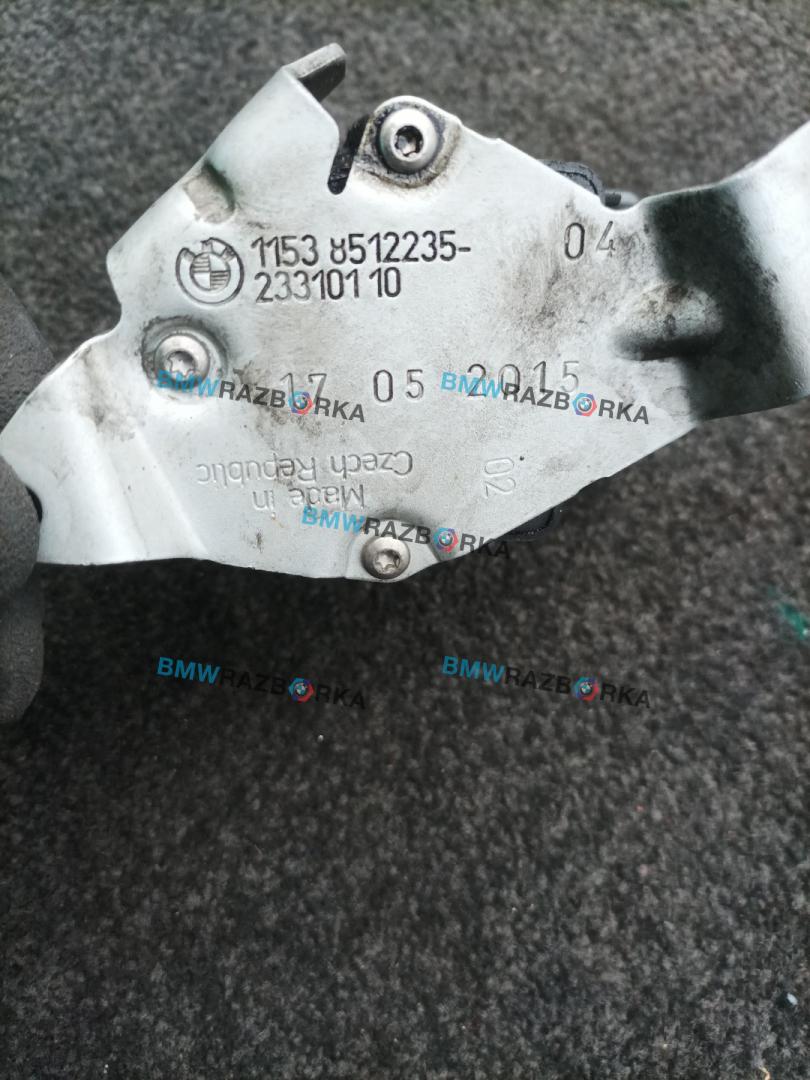 1153 8512235-
04
23310110
17 05 2015
Made in
Czech Republic
02
BMWRAZBORKA
BMWRAZBORKA
BMWRAZBORKA
BMWRAZBORKA
BMWRAZBORKA